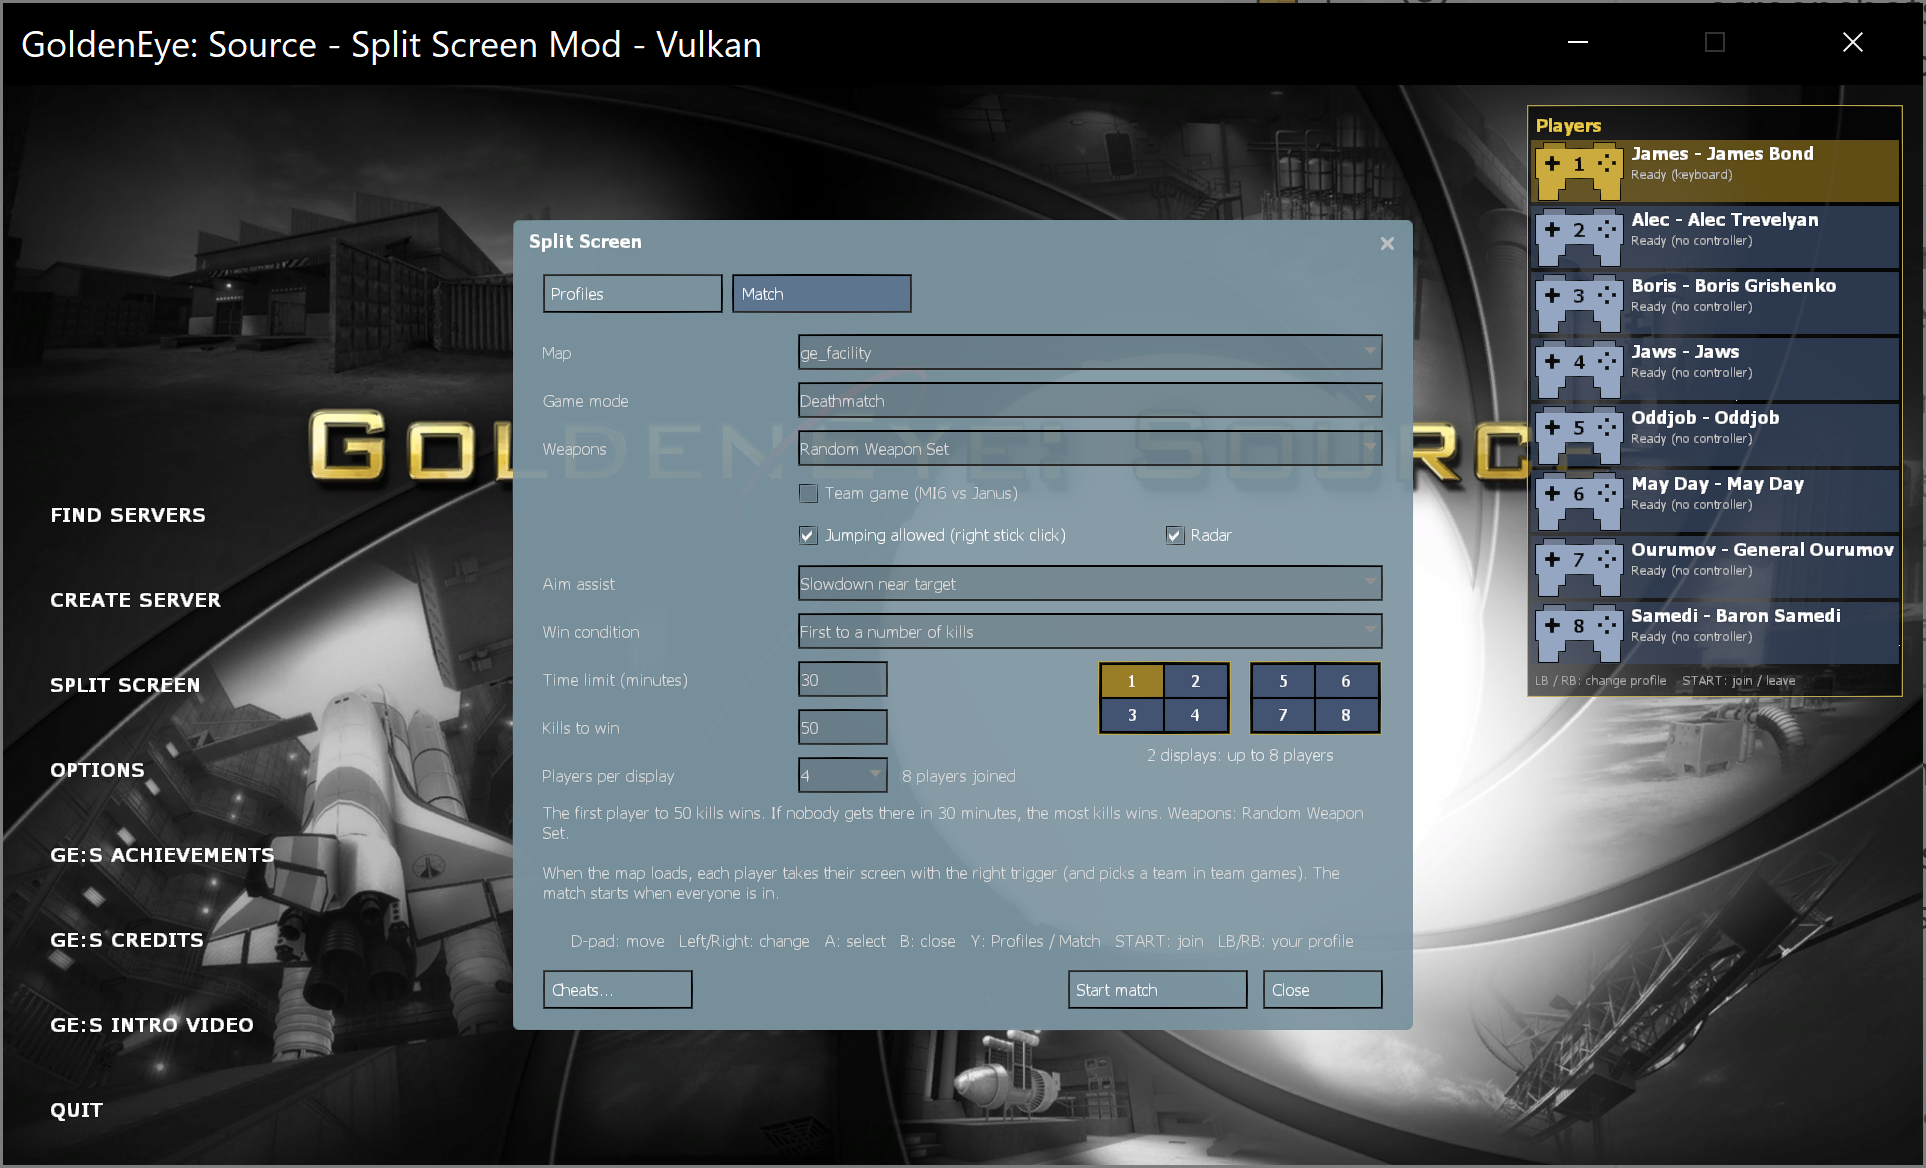 GoldenEye: Source - Split Screen Mod - Vulkan
Players
1
James - James Bond
Ready (keyboard)
2
Alec - Alec Trevelyan
Ready (no controller)
3
Boris - Boris Grishenko
Ready (no controller)
4
Jaws - Jaws
Ready (no controller)
5
Oddjob - Oddjob
Ready (no controller)
6
May Day - May Day
Ready (no controller)
7
Ourumov - General Ourumov
Ready (no controller)
8
Samedi - Baron Samedi
Ready (no controller)
LB / RB: change profile START: join / leave
GOLDENEYE: SOURCE
FIND SERVERS
CREATE SERVER
SPLIT SCREEN
OPTIONS
GE:S ACHIEVEMENTS
GE:S CREDITS
GE:S INTRO VIDEO
QUIT
Split Screen
Profiles
Match
Map
ge_facility
Game mode
Deathmatch
Weapons
Random Weapon Set
Team game (MI6 vs Janus)
Jumping allowed (right stick click)
Radar
Aim assist
Slowdown near target
Win condition
First to a number of kills
Time limit (minutes)
30
Kills to win
50
1 2
3 4
5 6
7 8
2 displays: up to 8 players
Players per display
4
8 players joined
The first player to 50 kills wins. If nobody gets there in 30 minutes, the most kills wins. Weapons: Random Weapon
Set.
When the map loads, each player takes their screen with the right trigger (and picks a team in team games). The
match starts when everyone is in.
D-pad: move Left/Right: change A: select B: close Y: Profiles / Match START: join LB/RB: your profile
Cheats...
Start match
Close